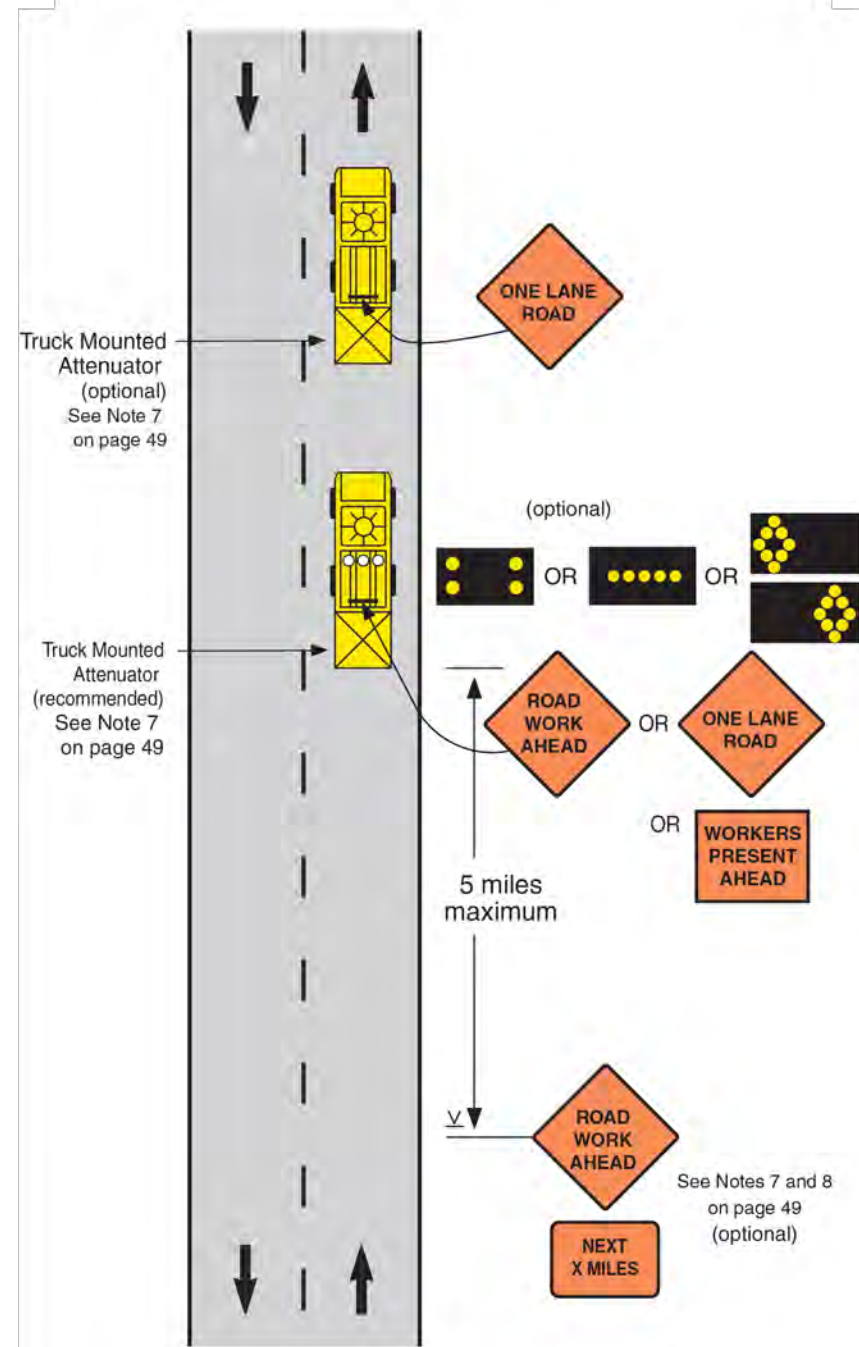 ONE LANE
ROAD
Truck Mounted
Attenuator
(optional)
See Note 7
on page 49
(optional)
OR
OR
Truck Mounted
Attenuator
(recommended)
See Note 7
on page 49
ROAD
WORK
AHEAD
OR
ONE LANE
ROAD
OR
WORKERS
PRESENT
AHEAD
5 miles
maximum
ROAD
WORK
AHEAD
See Notes 7 and 8
on page 49
(optional)
NEXT
X MILES